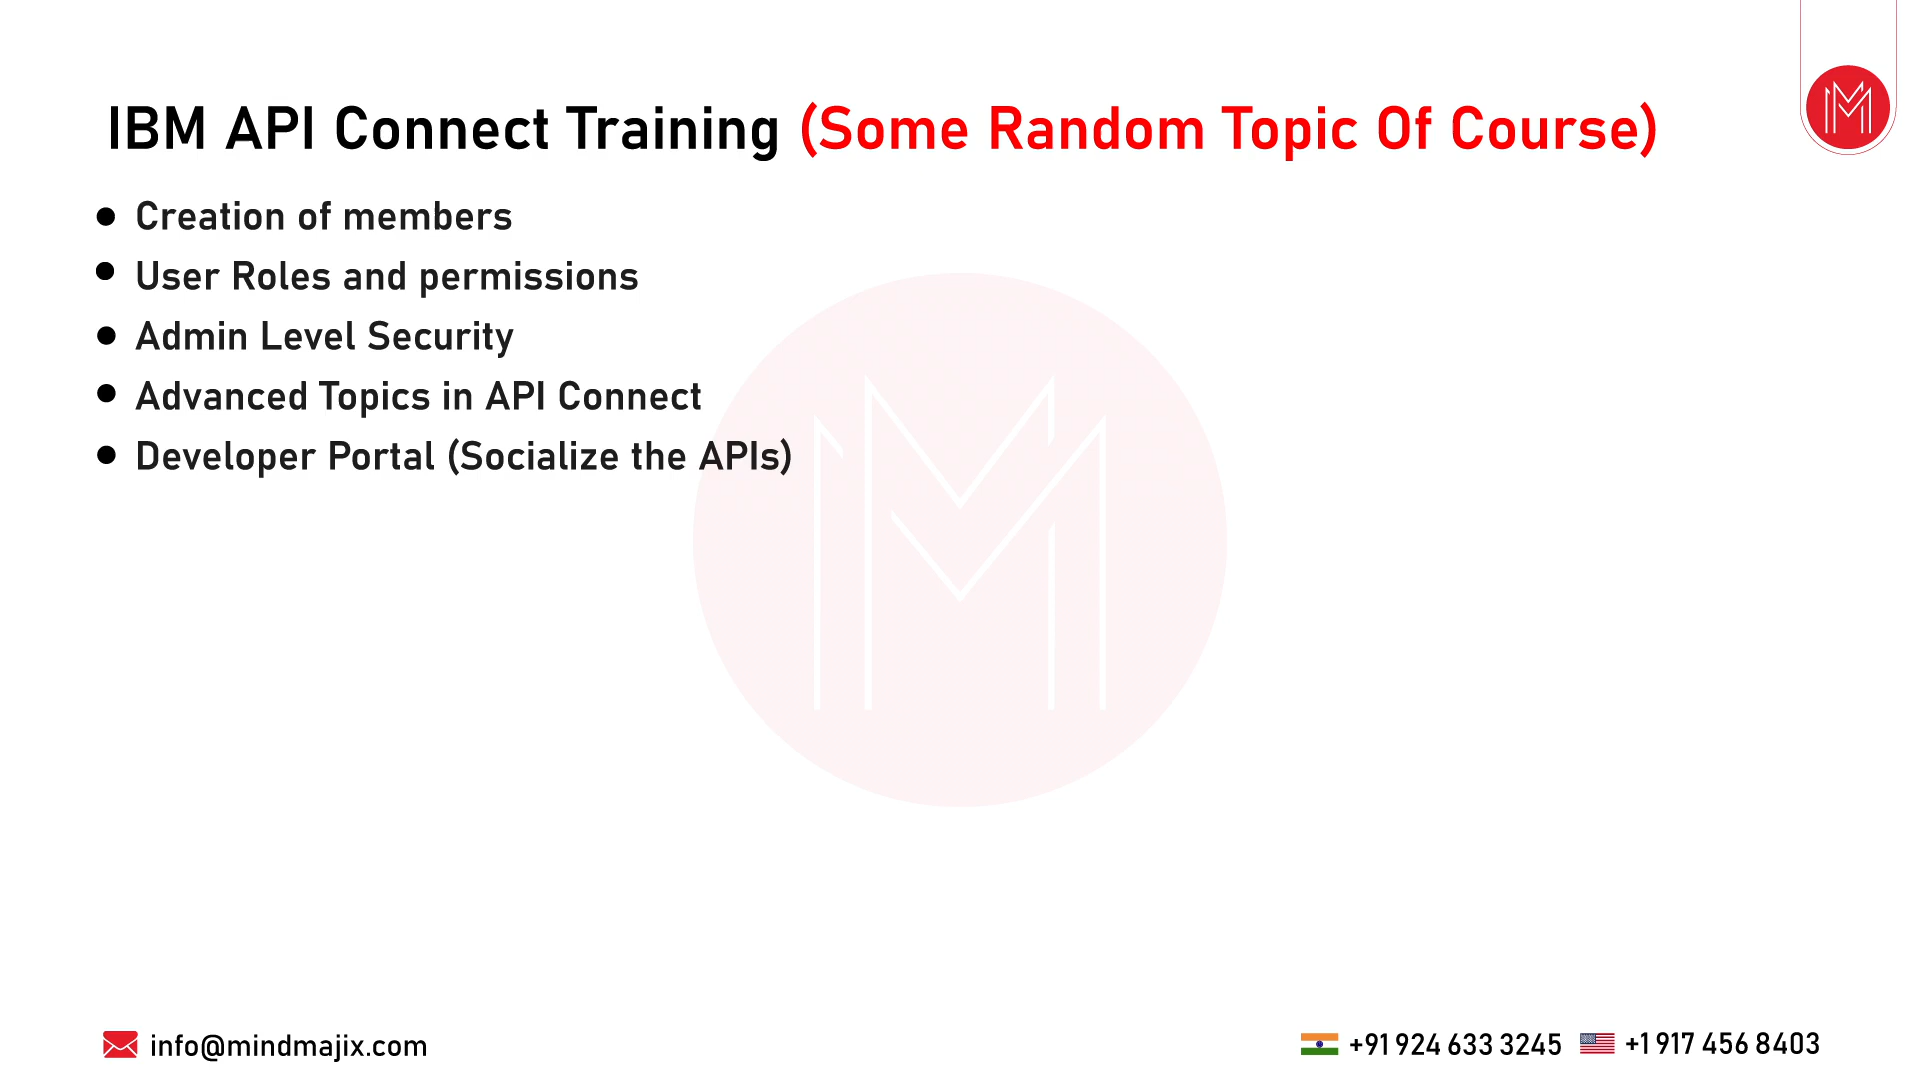 IBM API Connect Training (Some Random Topic Of Course)
● Creation of members
● User Roles and permissions
● Admin Level Security
● Advanced Topics in API Connect
● Developer Portal (Socialize the APIs)
info@mindmajix.com
+91 924 633 3245 +1 917 456 8403